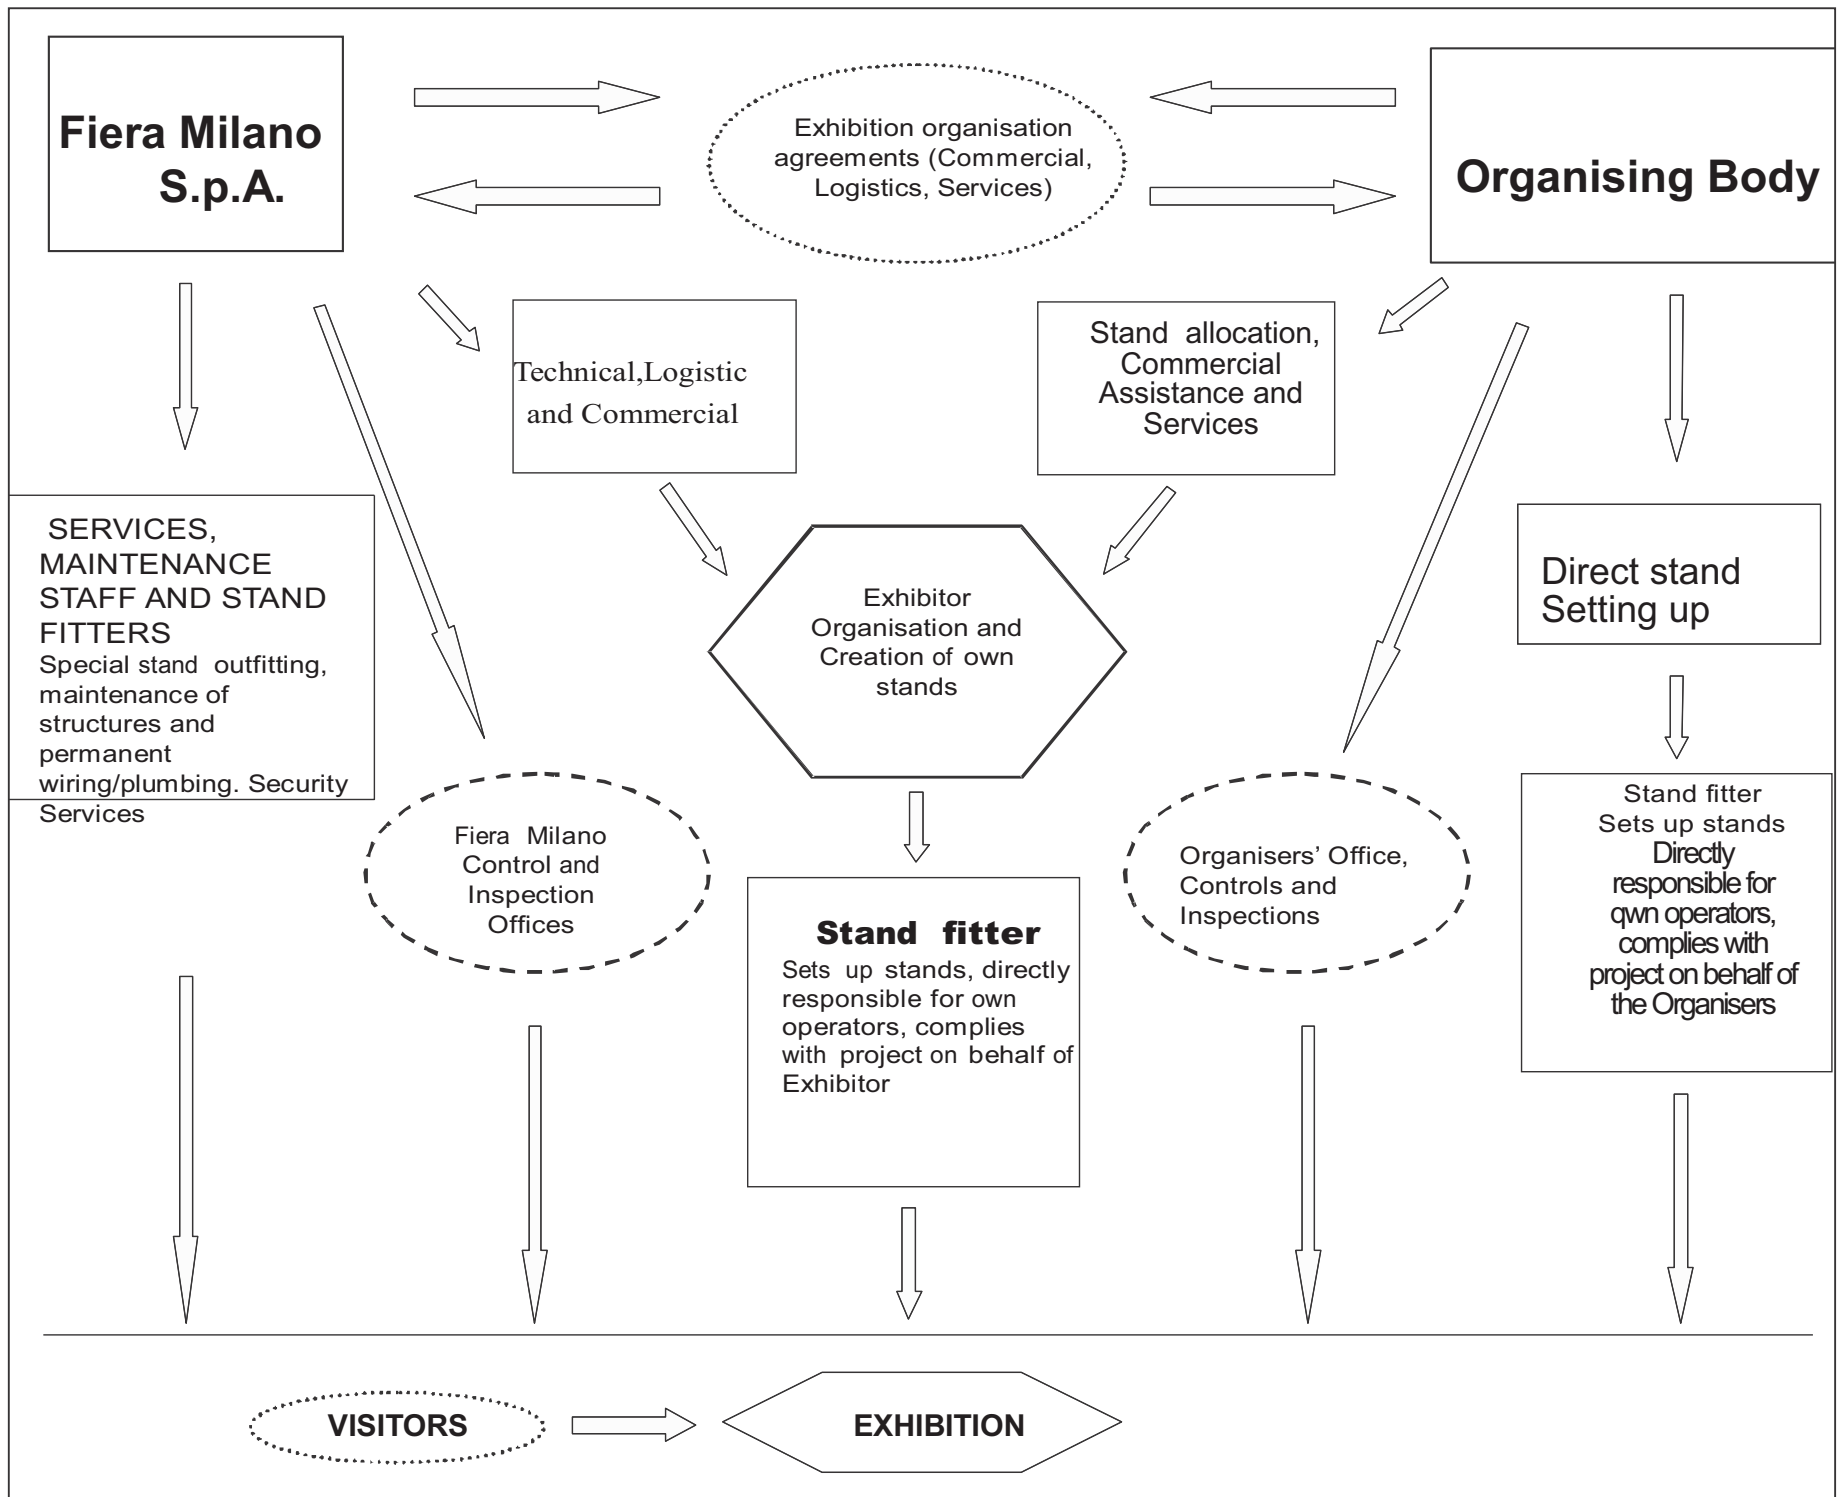 Fiera Milano
S.p.A.
Exhibition organisation
agreements (Commercial,
Logistics, Services)
Organising Body
Technical,Logistic
and Commercial
Stand allocation,
Commercial
Assistance and
Services
SERVICES,
MAINTENANCE
STAFF AND STAND
FITTERS
Special stand outfitting,
maintenance of
structures and
permanent
wiring/plumbing. Security
Services
Exhibitor
Organisation and
Creation of own
stands
Direct stand
Setting up
Fiera Milano
Control and
Inspection
Offices
Stand fitter
Sets up stands, directly
responsible for own
operators, complies
with project on behalf of
Exhibitor
Organisers’ Office,
Controls and
Inspections
Stand fitter
Sets up stands
Directly
responsible for
qwn operators,
complies with
project on behalf of
the Organisers
VISITORS
EXHIBITION